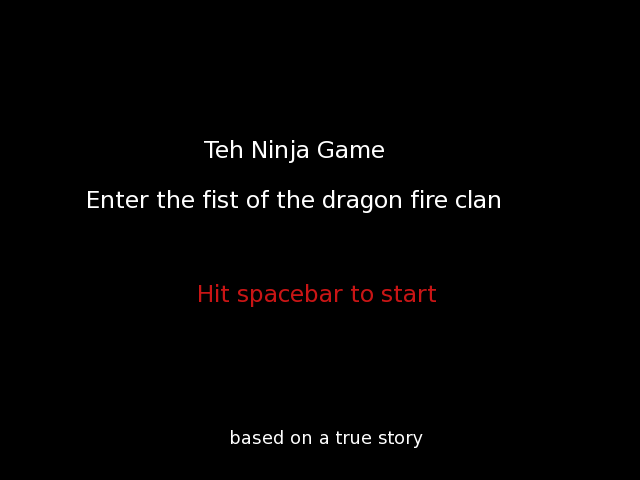 Teh Ninja Game
Enter the fist of the dragon fire clan
Hit spacebar to start
based on a true story